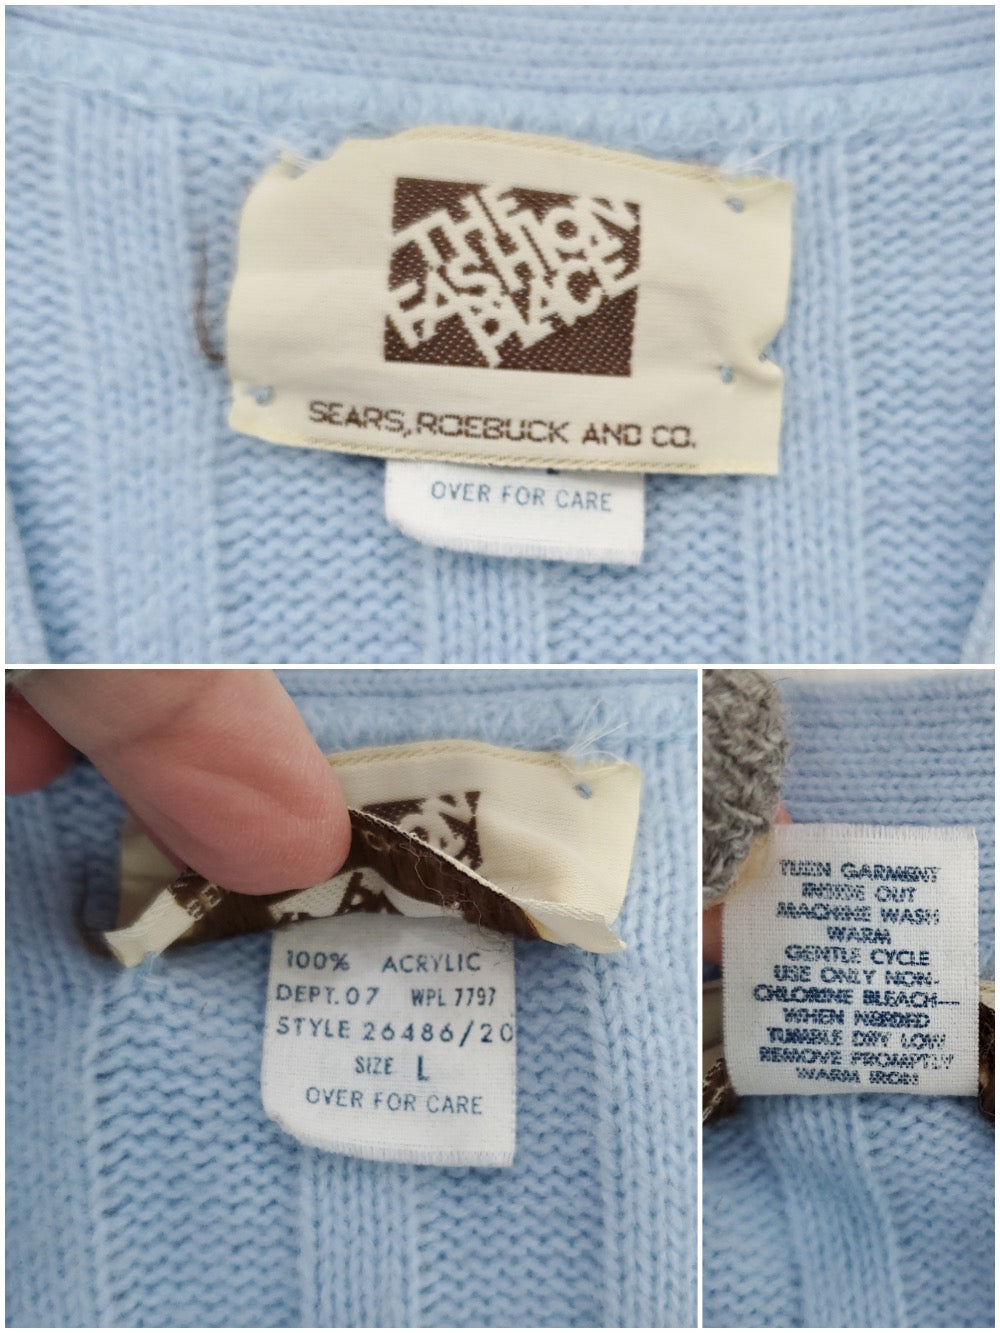 THE
FASHION
PLACE
SEARS, ROEBUCK AND CO.
OVER FOR CARE
100% ACRYLIC
DEPT. 07 WPL 7797
STYLE 26486/20
SIZE L
OVER FOR CARE
TURN GARMENT
INSIDE OUT
MACHINE WASH
WARM
GENTLE CYCLE
USE ONLY NON-
CHLORINE BLEACH—
WHEN NEEDED
TUMBLE DRY LOW
REMOVE PROMPTLY
WARM IRON